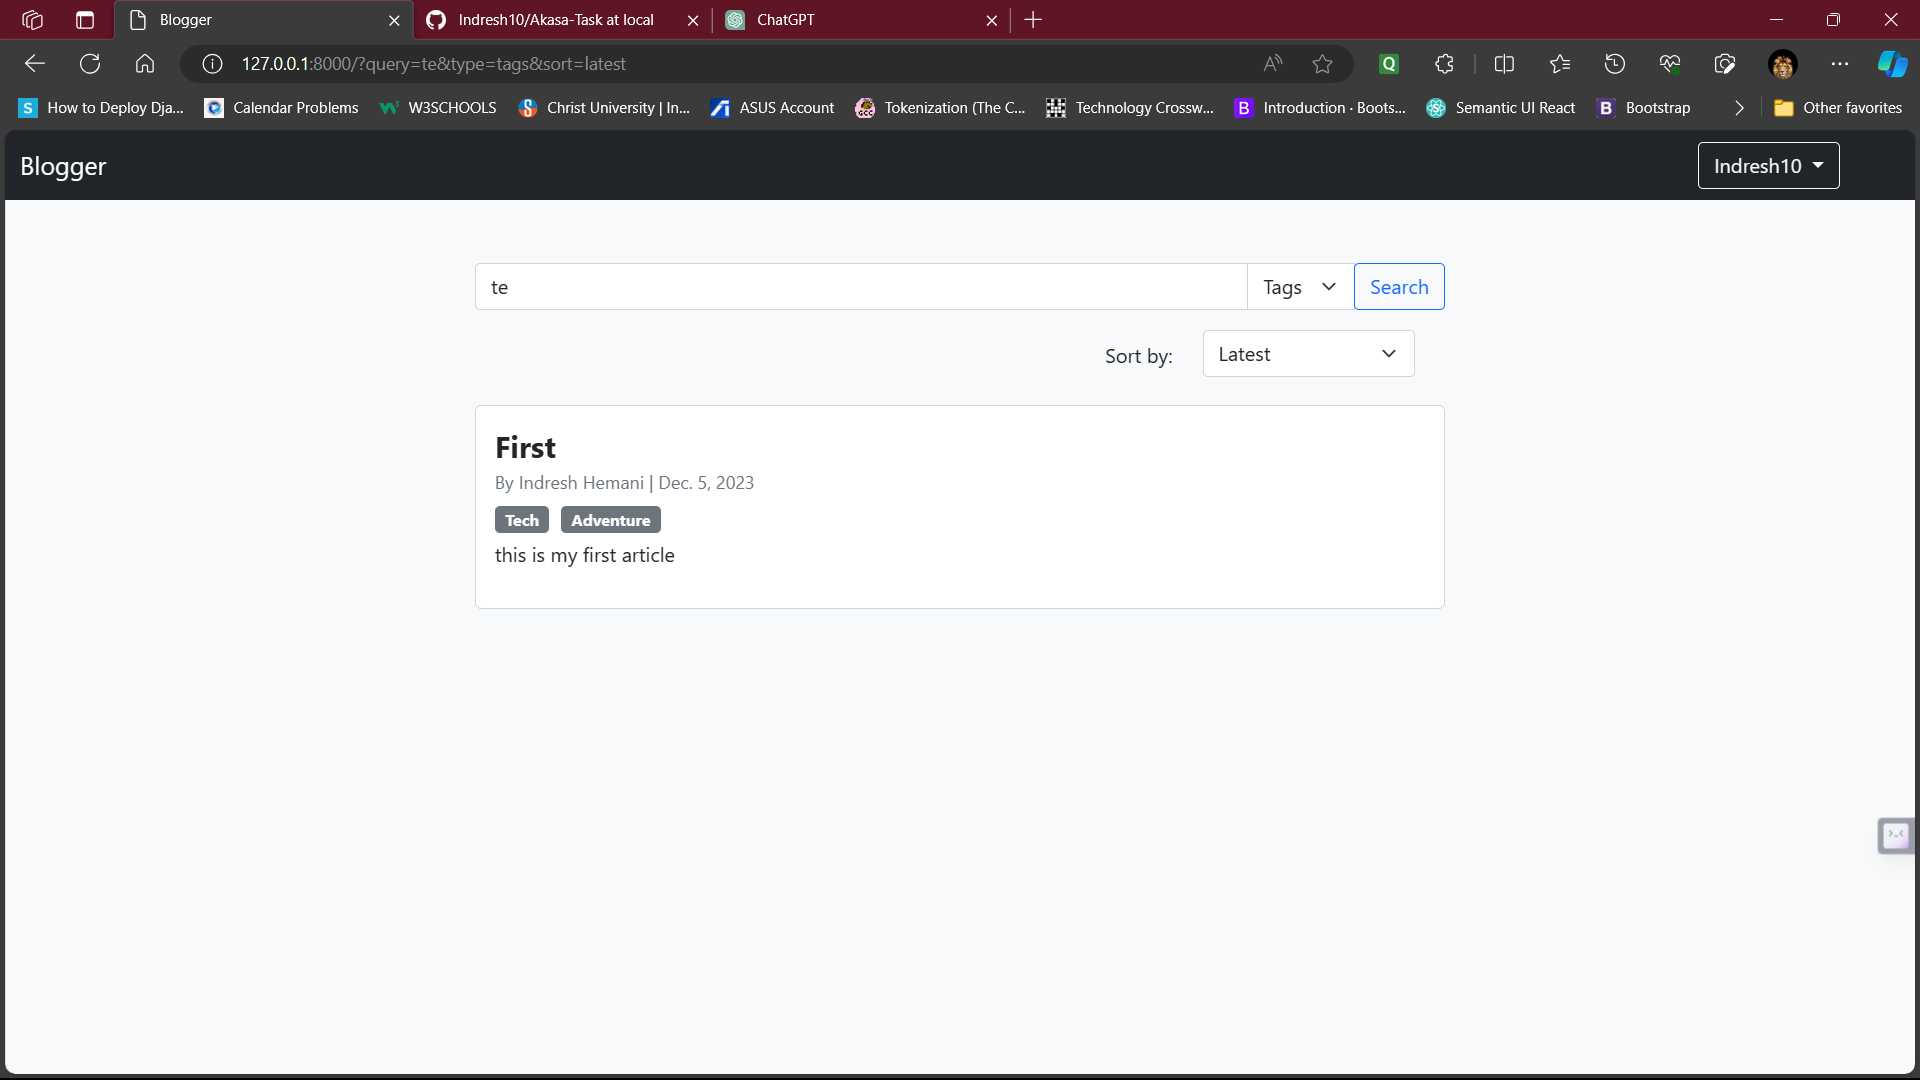 Blogger
Indresh10/Akasa-Task at local
ChatGPT
127.0.0.1:8000/?query=te&type=tags&sort=latest
S How to Deploy Dja...
Calendar Problems
W3SCHOOLS
Christ University | In...
ASUS Account
Tokenization (The C...
Technology Crossw...
B Introduction · Boots...
Semantic UI React
B Bootstrap
Other favorites
Blogger
Indresh10
te
Tags
Search
Sort by:
Latest
First
By Indresh Hemani | Dec. 5, 2023
Tech Adventure
this is my first article